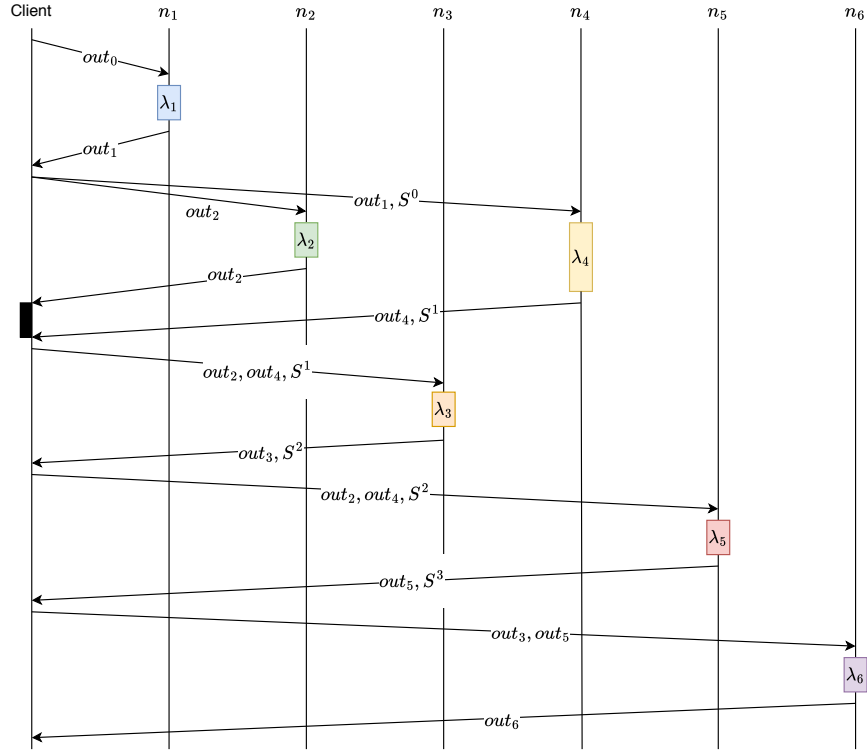 Client n₁ n₂ n₃ n₄ n₅ n₆
out₀
λ₁
out₁
out₁, S⁰
out₂
λ₂
λ₄
out₂
out₄, S¹
out₂, out₄, S¹
λ₃
out₃, S²
out₂, out₄, S²
λ₅
out₅, S³
out₃, out₅
λ₆
out₆